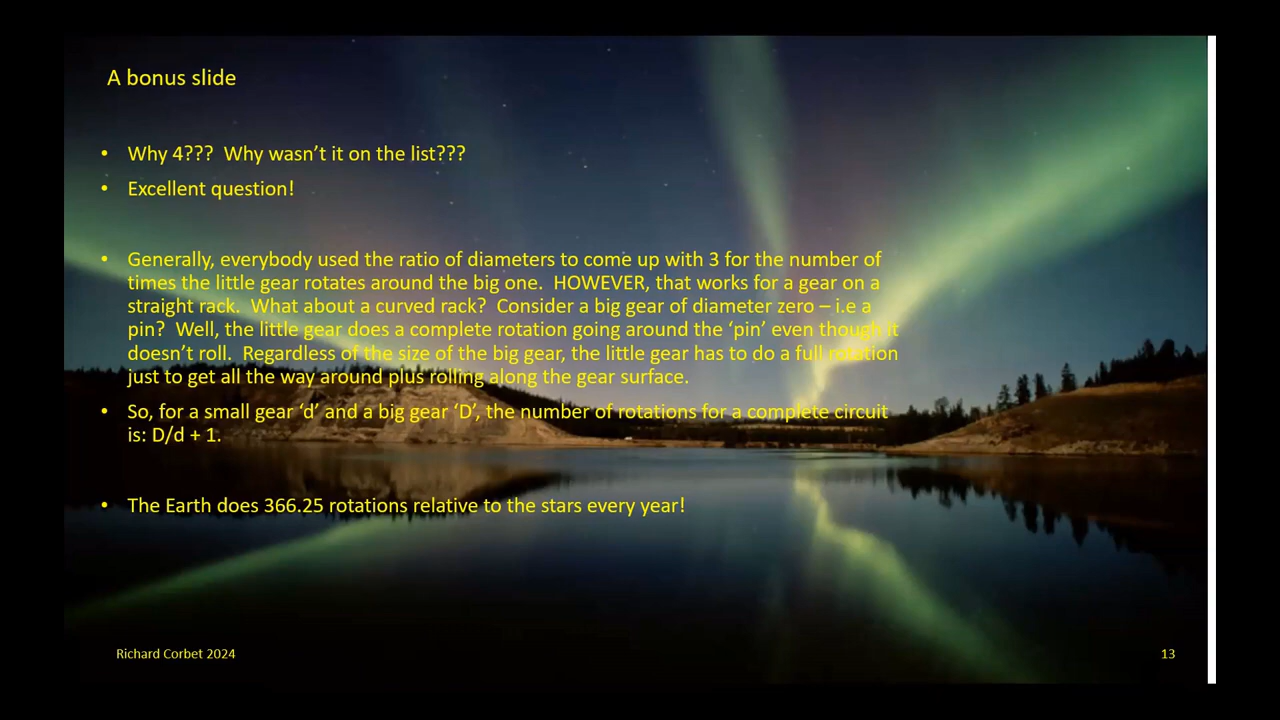 A bonus slide
• Why 4??? Why wasn't it on the list???
• Excellent question!
• Generally, everybody used the ratio of diameters to come up with 3 for the number of
times the little gear rotates around the big one. HOWEVER, that works for a gear on a
straight rack. What about a curved rack? Consider a big gear of diameter zero – i.e a
pin? Well, the little gear does a complete rotation going around the 'pin' even though it
doesn't roll. Regardless of the size of the big gear, the little gear has to do a full rotation
just to get all the way around plus rolling along the gear surface.
• So, for a small gear 'd' and a big gear 'D', the number of rotations for a complete circuit
is: D/d + 1.
• The Earth does 366.25 rotations relative to the stars every year!
Richard Corbet 2024
13